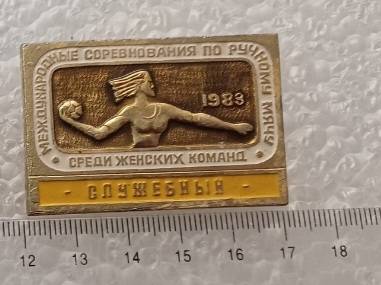 МЕЖДУНАРОДНЫЕ СОРЕВНОВАНИЯ ПО РУЧНОМУ МЯЧУ
1983
• СРЕДИ ЖЕНСКИХ КОМАНД •
- СЛУЖЕБНЫЙ -
12 13 14 15 16 17 18